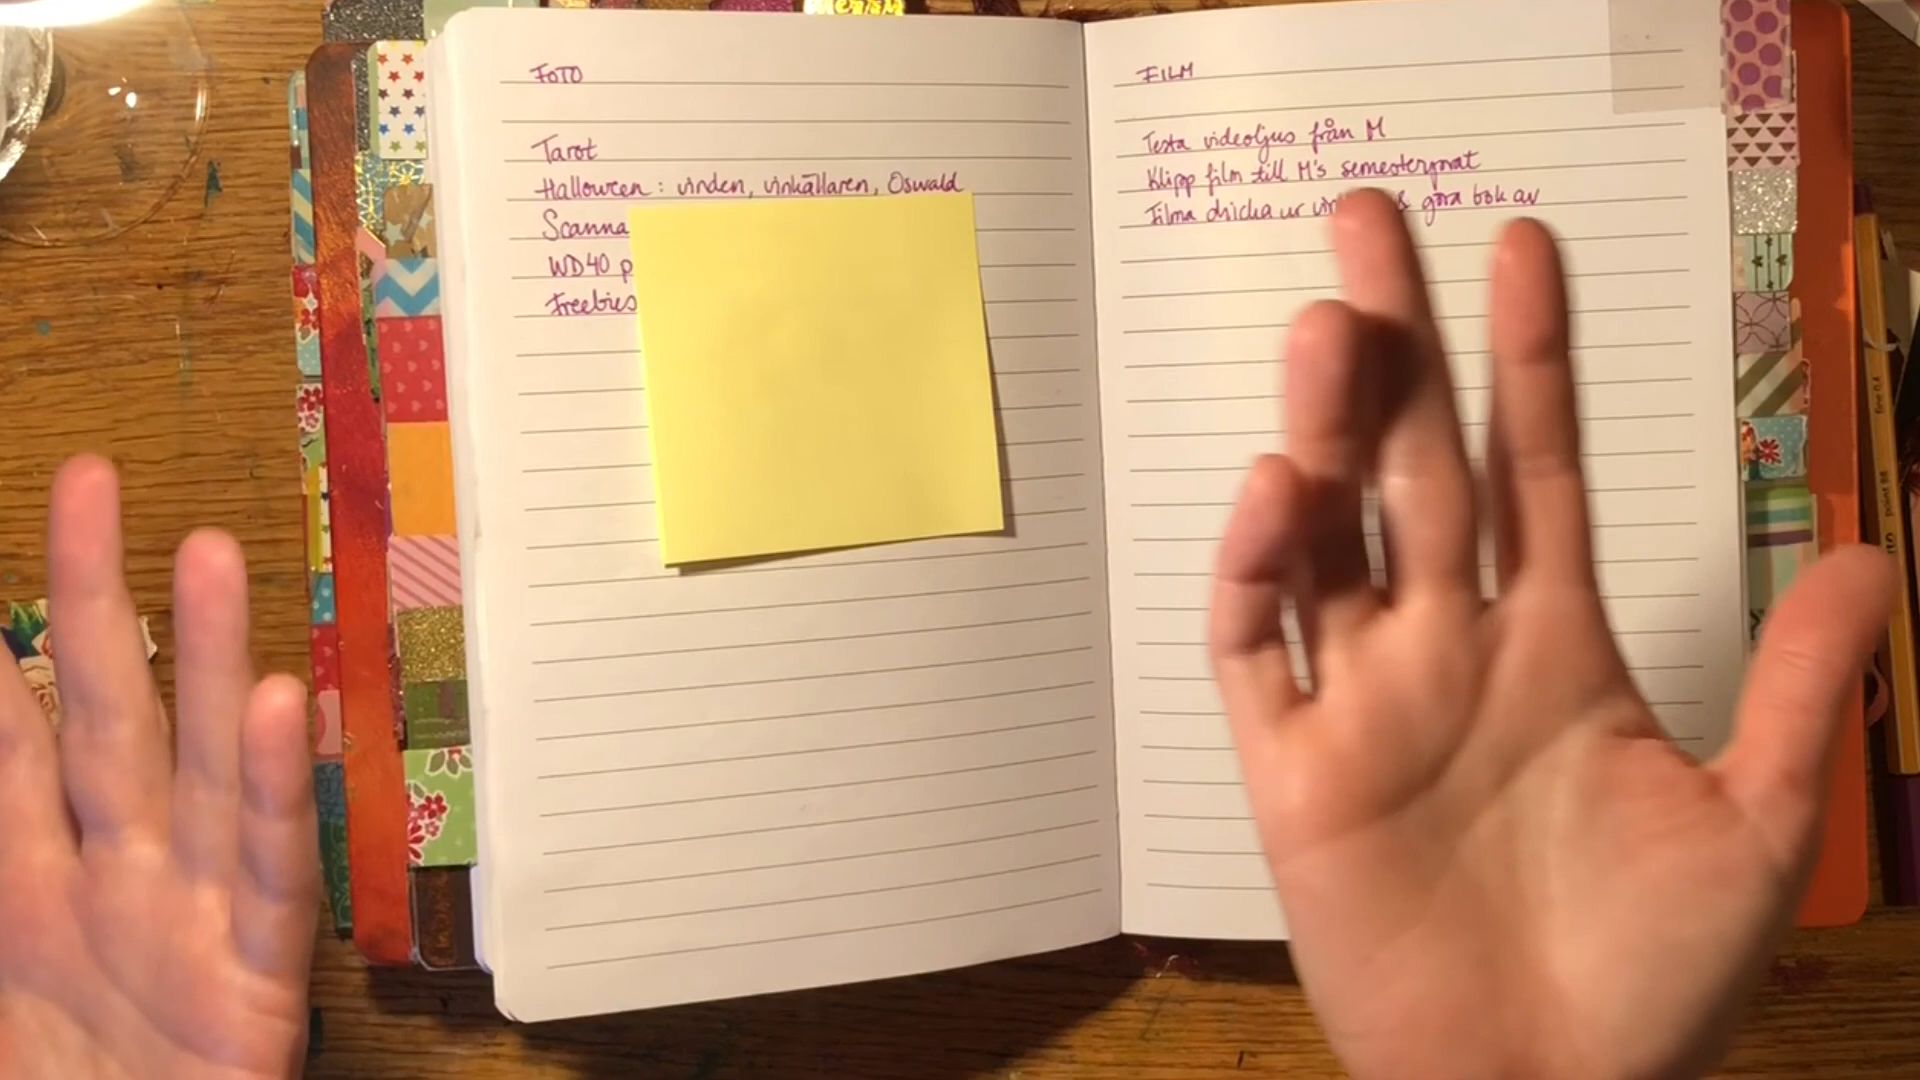 FOTO
Tarot
Halloween: vinden, vinkällaren, Oswald
Scanna
WD40 p
Freebies
FILM
Testa videoljus från M
Klipp film till M's
Filma dricka ur & göra bok av